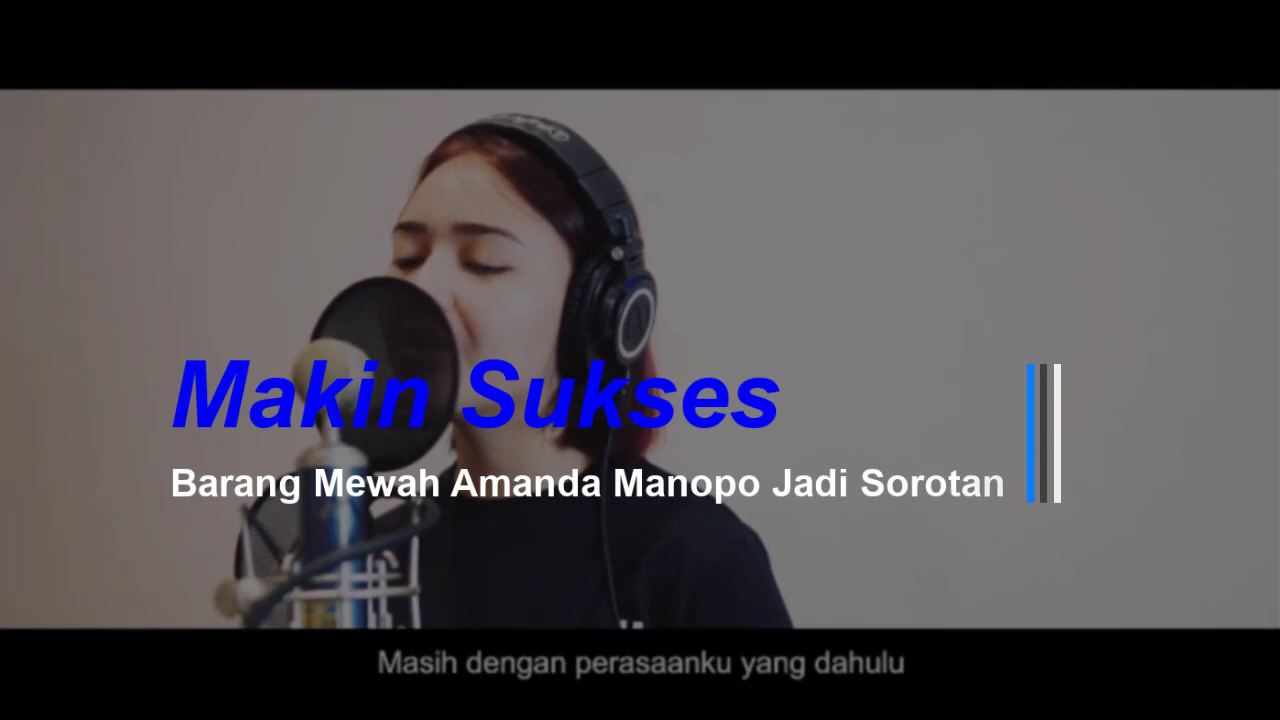 Makin Sukses
Barang Mewah Amanda Manopo Jadi Sorotan
Masih dengan perasaanku yang dahulu